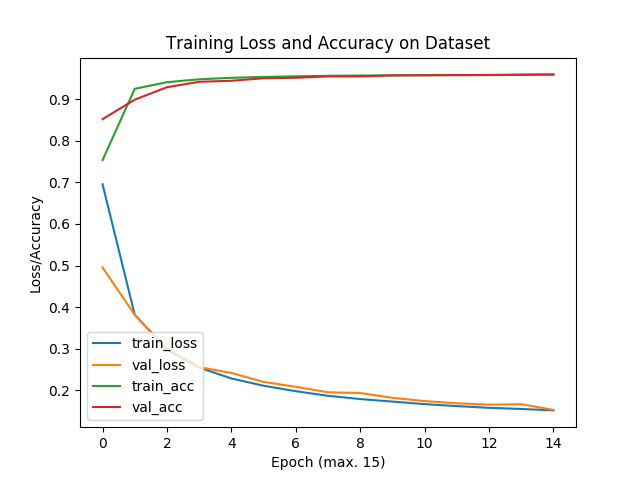 Training Loss and Accuracy on Dataset
Loss/Accuracy
0.9
0.8
0.7
0.6
0.5
0.4
0.3
0.2
train_loss
val_loss
train_acc
val_acc
0 2 4 6 8 10 12 14
Epoch (max. 15)